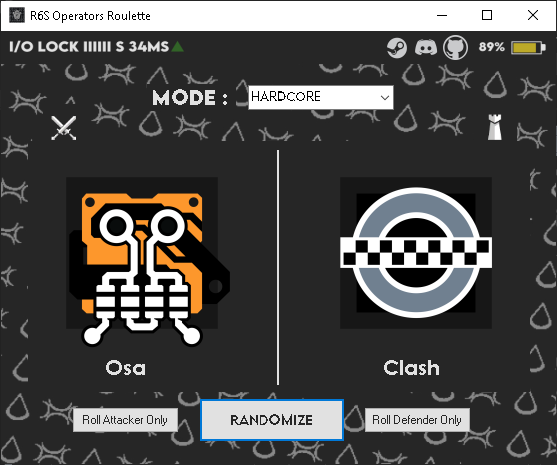 R6S Operators Roulette
I/O LOCK IIIIII S 34MS
89%
MODE :
HARDCORE
Osa
Clash
Roll Attacker Only
RANDOMIZE
Roll Defender Only